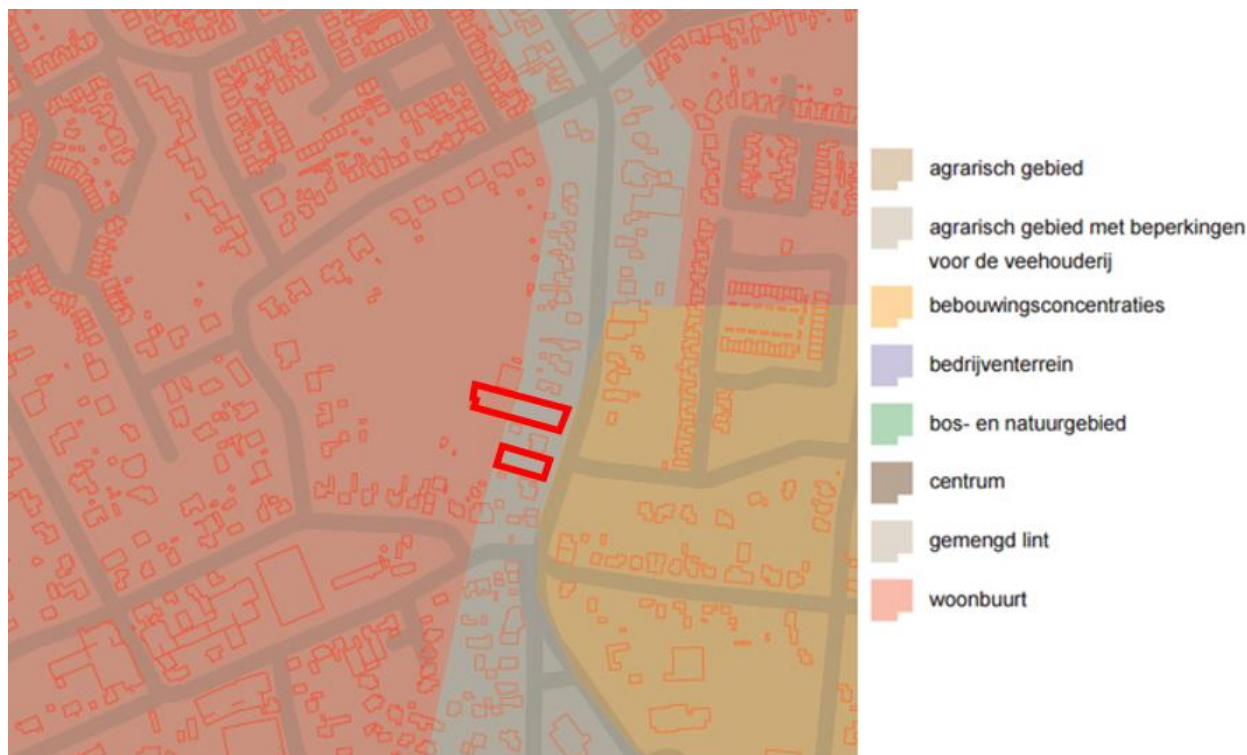 agrarisch gebied
agrarisch gebied met beperkingen
voor de veehouderij
bebouwingsconcentraties
bedrijventerrein
bos- en natuurgebied
centrum
gemengd lint
woonbuurt